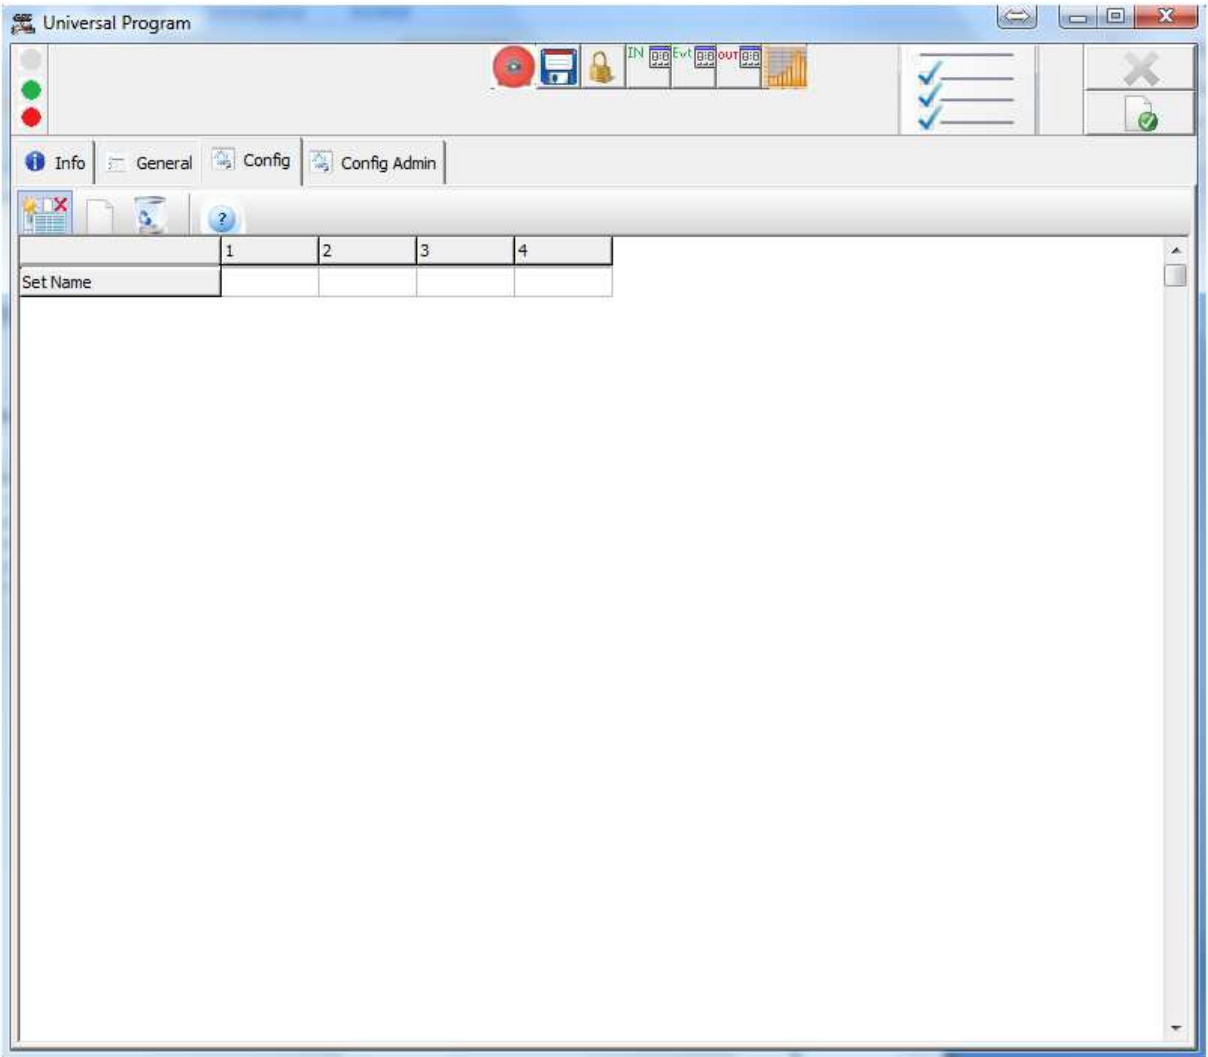 Universal Program
IN Evt OUT
Info General Config Config Admin
?
1 2 3 4
Set Name